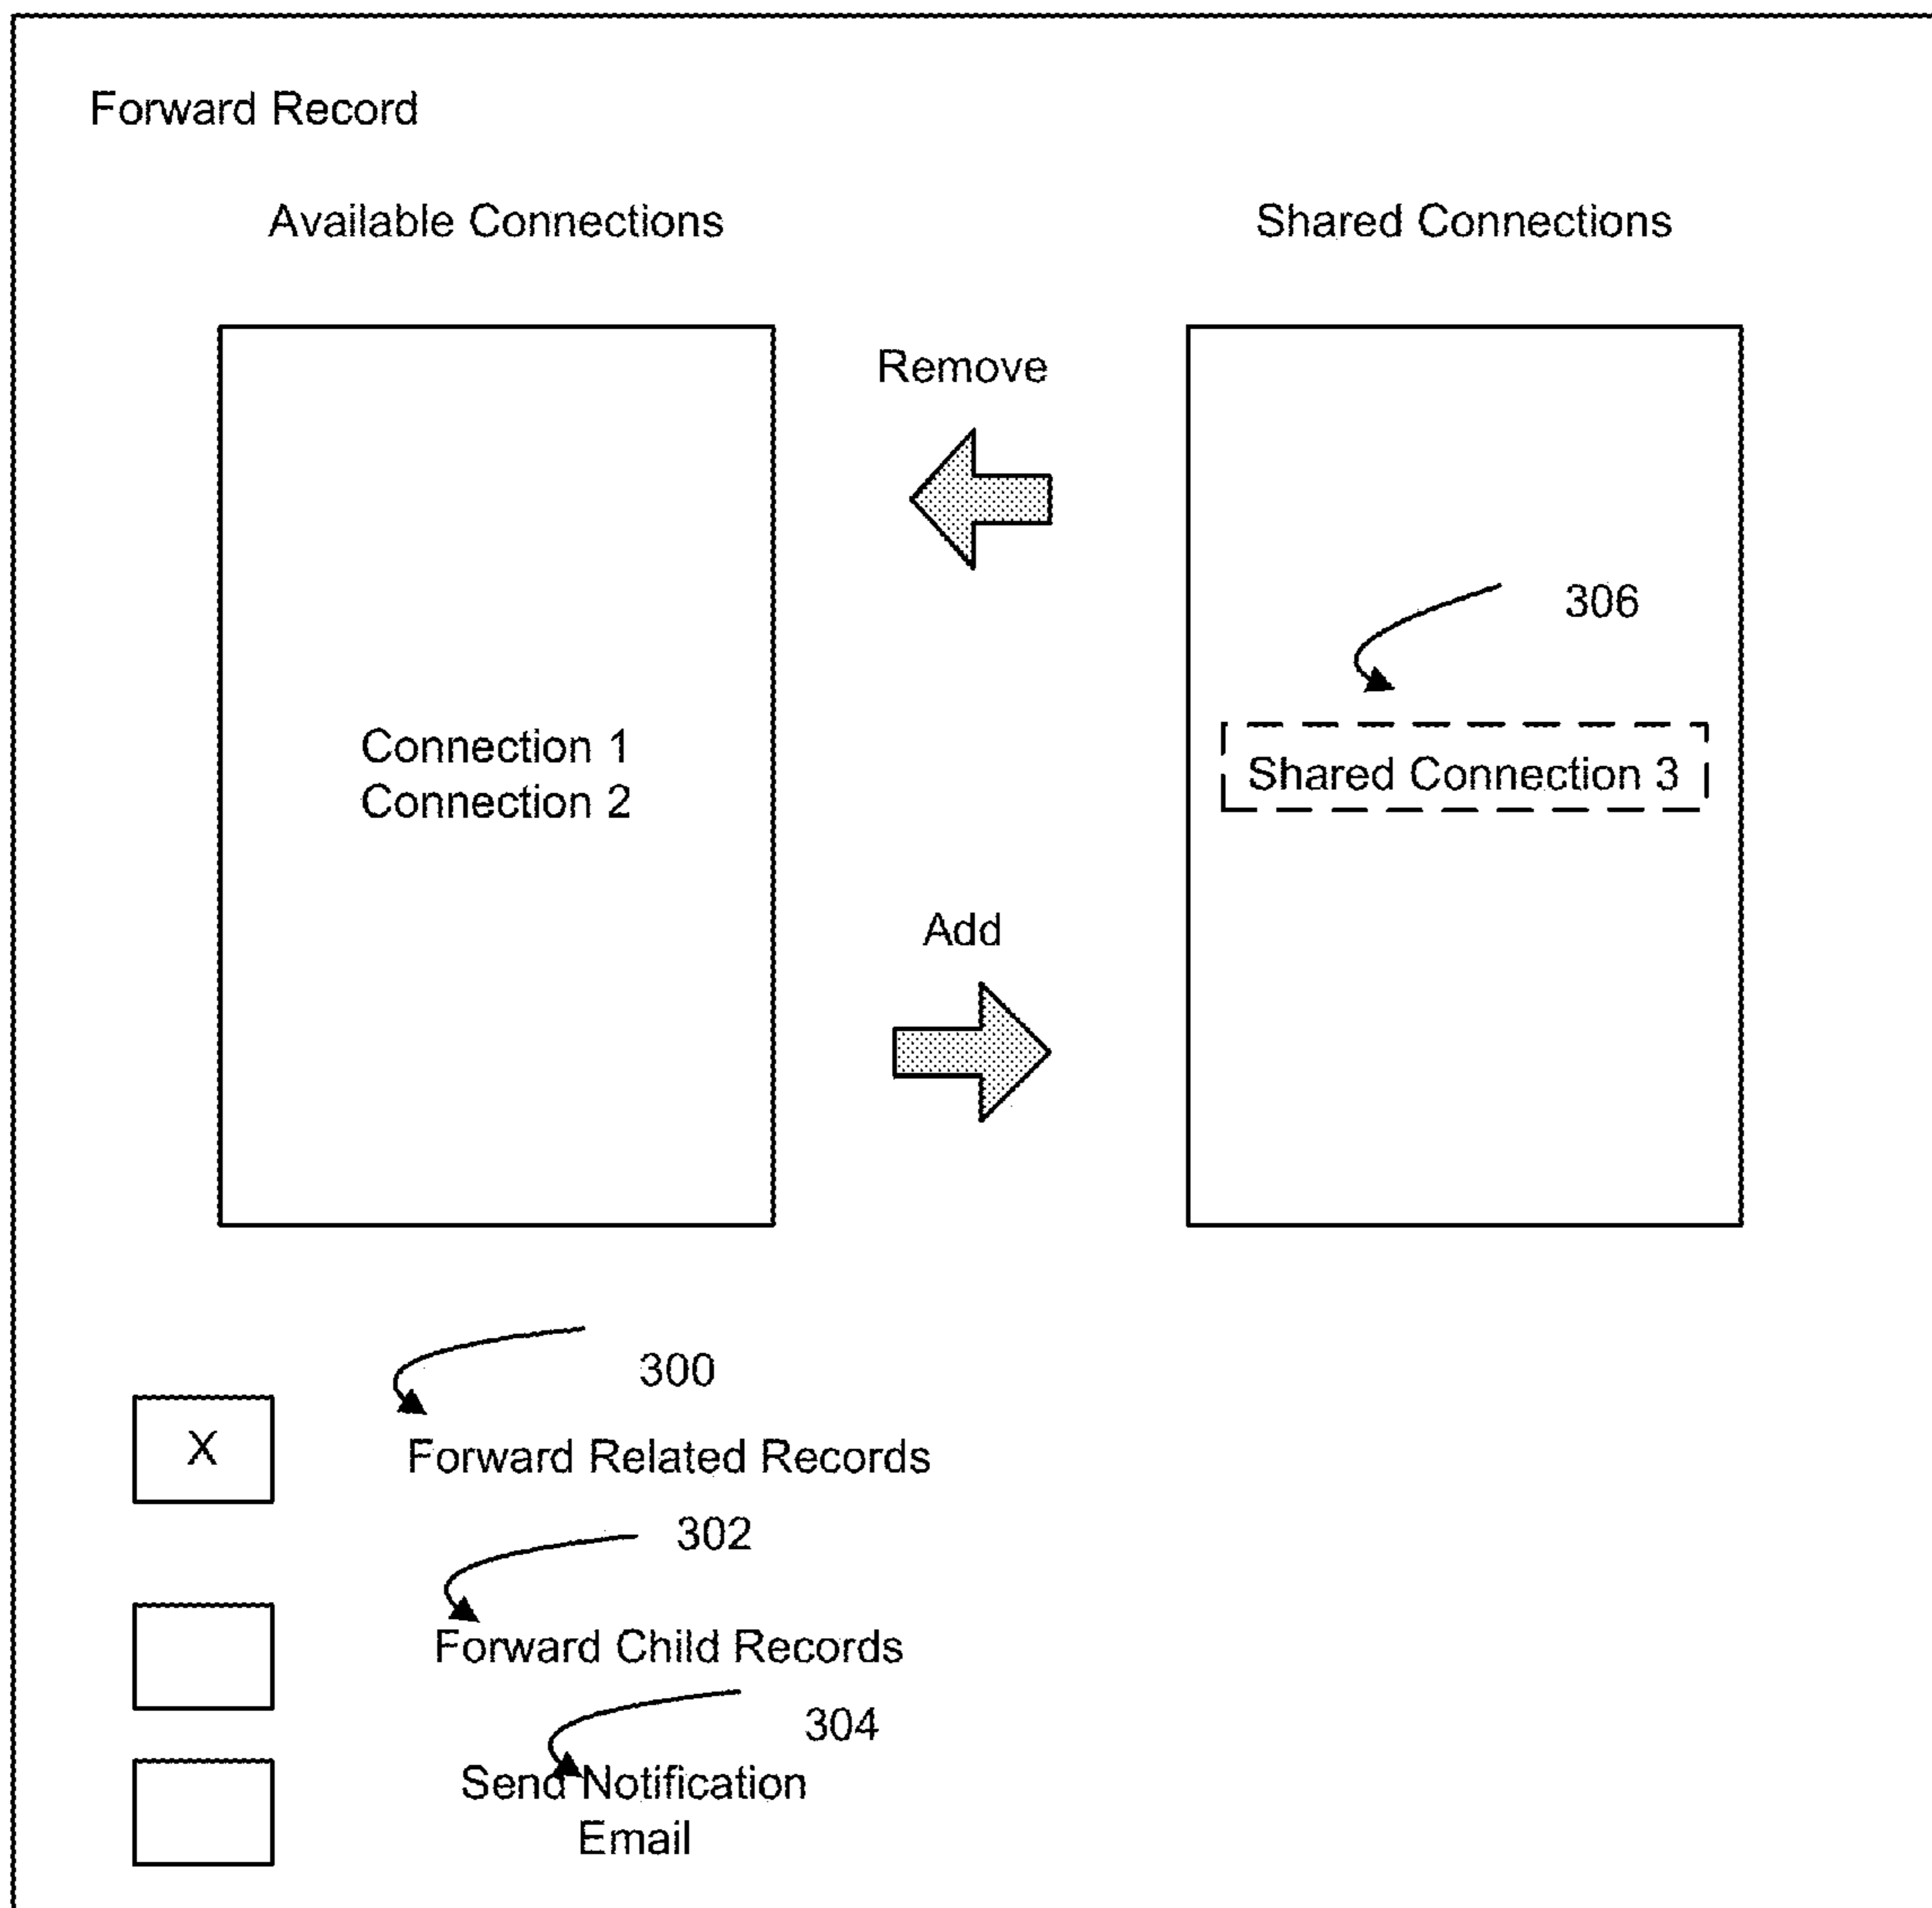 Forward Record
Available Connections
Shared Connections
Remove
306
Connection 1
Connection 2
Shared Connection 3
Add
300
X
Forward Related Records
302
Forward Child Records
304
Send Notification
Email